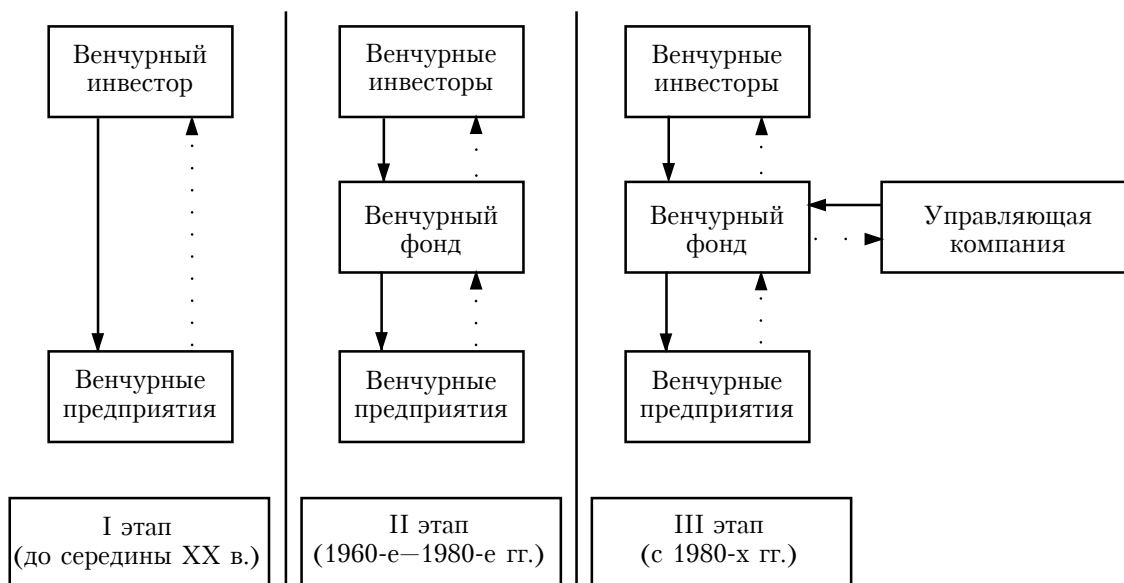 Венчурный
инвестор
Венчурные
предприятия
I этап
(до середины XX в.)
Венчурные
инвесторы
Венчурный
фонд
Венчурные
предприятия
II этап
(1960-е—1980-е гг.)
Венчурные
инвесторы
Венчурный
фонд
Управляющая
компания
Венчурные
предприятия
III этап
(с 1980-х гг.)